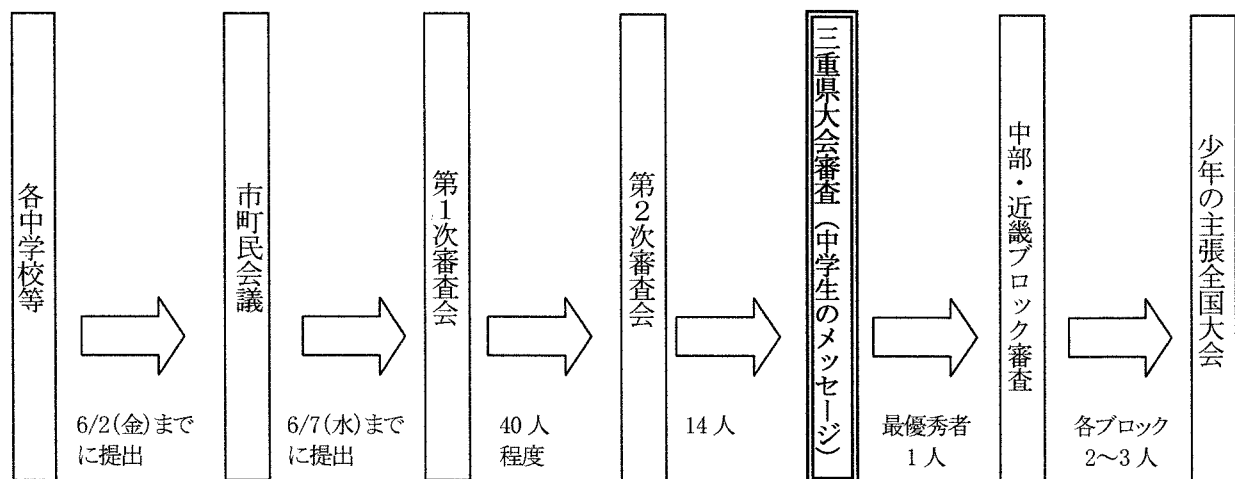 各中学校等
6/2(金)まで
に提出
市町民会議
6/7(水)まで
に提出
第1次審査会
40人
程度
第2次審査会
14人
三重県大会審査(中学生のメッセージ)
最優秀者
1人
中部・近畿ブロック審査
各ブロック
2~3人
少年の主張全国大会